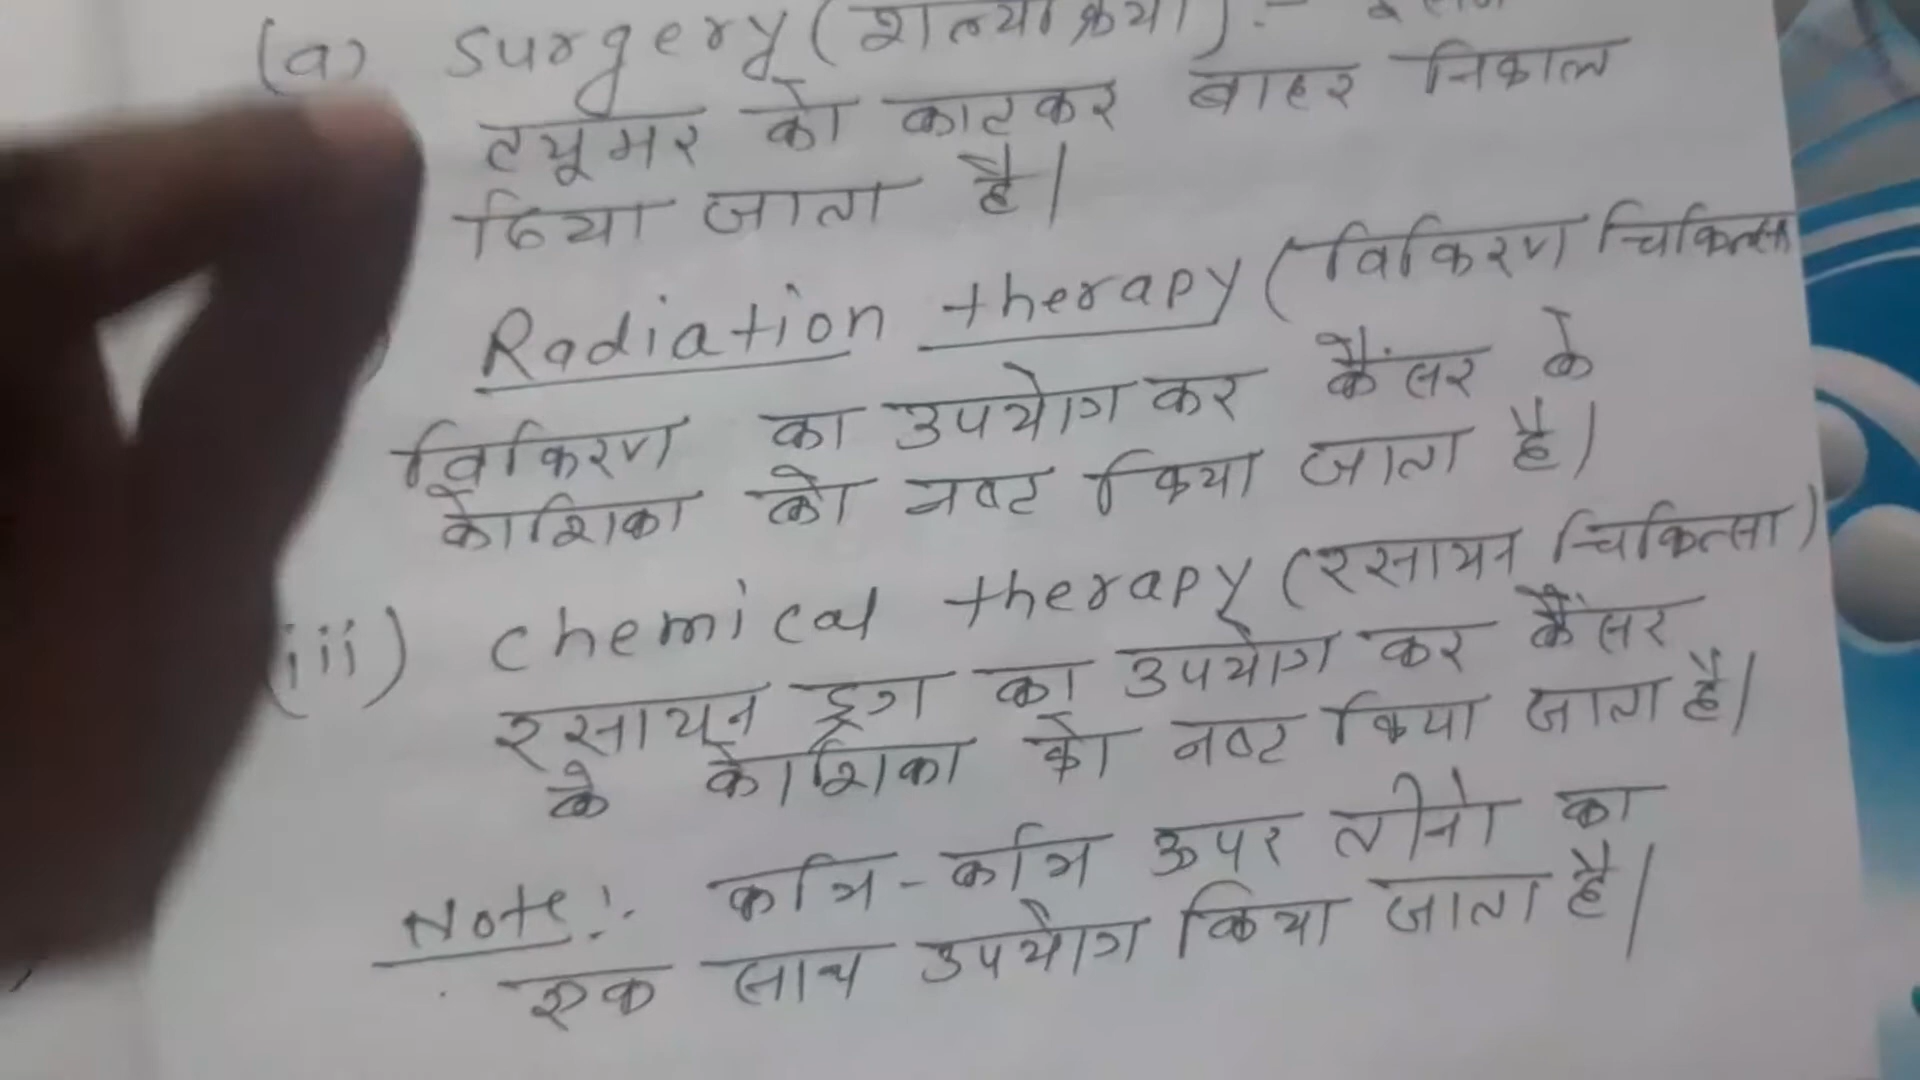 (a) Surgery (शल्याक्रिया) :-
ट्यूमर को काटकर बाहर निकाल
दिया जाता है।
Radiation therapy (विकिरण चिकित्सा
विकिरण का उपयोग कर कैंसर के
कोशिका को नष्ट किया जाता है।
(iii) Chemical therapy (रसायन चिकित्सा)
रसायन ड्रग का उपयोग कर कैंसर
के कोशिका को नष्ट किया जाता है।
Note:- कभि-कभि ऊपर तीनो का
एक साथ उपयोग किया जाता है।